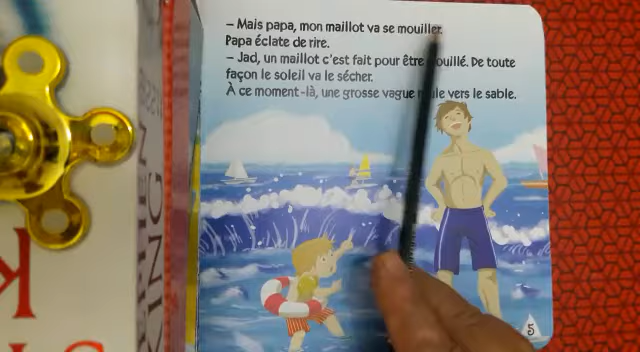 – Mais papa, mon maillot va se mouiller.
Papa éclate de rire.
– Jad, un maillot c'est fait pour être mouillé. De toute
façon le soleil va le sécher.
À ce moment-là, une grosse vague roule vers le sable.
5
KING